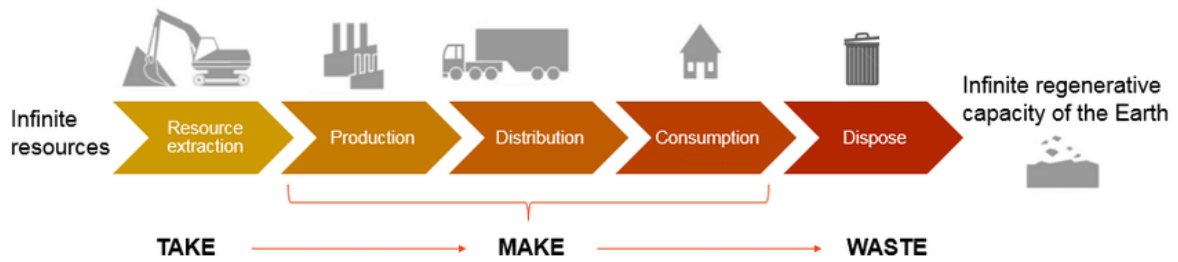 Infinite
resources
Resource
extraction
Production
Distribution
Consumption
Dispose
Infinite regenerative
capacity of the Earth
TAKE
MAKE
WASTE